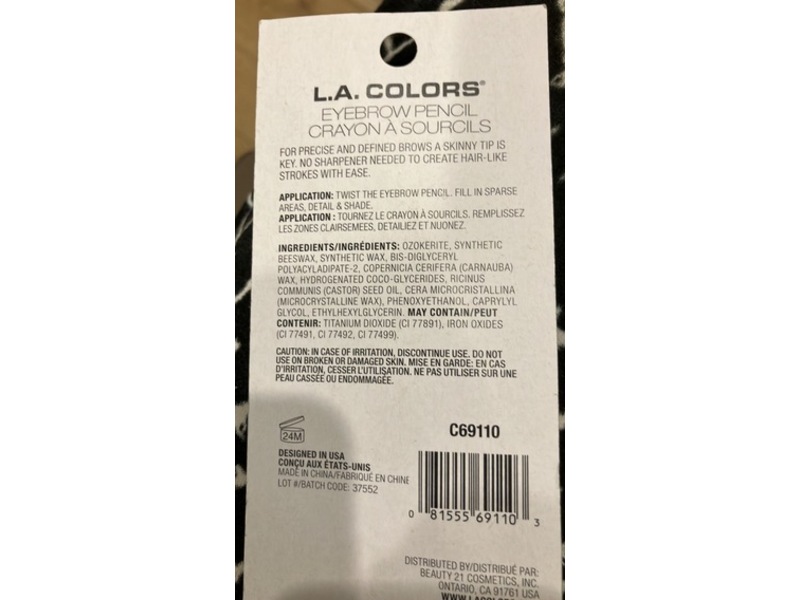 L.A. COLORS®
EYEBROW PENCIL
CRAYON À SOURCILS
FOR PRECISE AND DEFINED BROWS A SKINNY TIP IS
KEY. NO SHARPENER NEEDED TO CREATE HAIR-LIKE
STROKES WITH EASE.
APPLICATION: TWIST THE EYEBROW PENCIL. FILL IN SPARSE
AREAS, DETAIL & SHADE.
APPLICATION : TOURNEZ LE CRAYON À SOURCILS. REMPLISSEZ
LES ZONES CLAIRSEMEES, DETAILIEZ ET NUONEZ.
INGREDIENTS/INGRÉDIENTS: OZOKERITE, SYNTHETIC
BEESWAX, SYNTHETIC WAX, BIS-DIGLYCERYL
POLYACYLADIPATE-2, COPERNICIA CERIFERA (CARNAUBA)
WAX, HYDROGENATED COCO-GLYCERIDES, RICINUS
COMMUNIS (CASTOR) SEED OIL, CERA MICROCRISTALLINA
(MICROCRYSTALLINE WAX), PHENOXYETHANOL, CAPRYLYL
GLYCOL, ETHYLHEXYLGLYCERIN. MAY CONTAIN/PEUT
CONTENIR: TITANIUM DIOXIDE (CI 77891), IRON OXIDES
(CI 77491, CI 77492, CI 77499).
CAUTION: IN CASE OF IRRITATION, DISCONTINUE USE. DO NOT
USE ON BROKEN OR DAMAGED SKIN. MISE EN GARDE: EN CAS
D'IRRITATION, CESSER L'UTILISATION. NE PAS UTILISER SUR UNE
PEAU CASSÉE OU ENDOMMAGÉE.
24M
C69110
DESIGNED IN USA
CONÇU AUX ÉTATS-UNIS
MADE IN CHINA/FABRIQUÉ EN CHINE
LOT #/BATCH CODE: 37552
0 81555 69110 3
DISTRIBUTED BY/DISTRIBUÉ PAR:
BEAUTY 21 COSMETICS, INC.
ONTARIO, CA 91761 USA